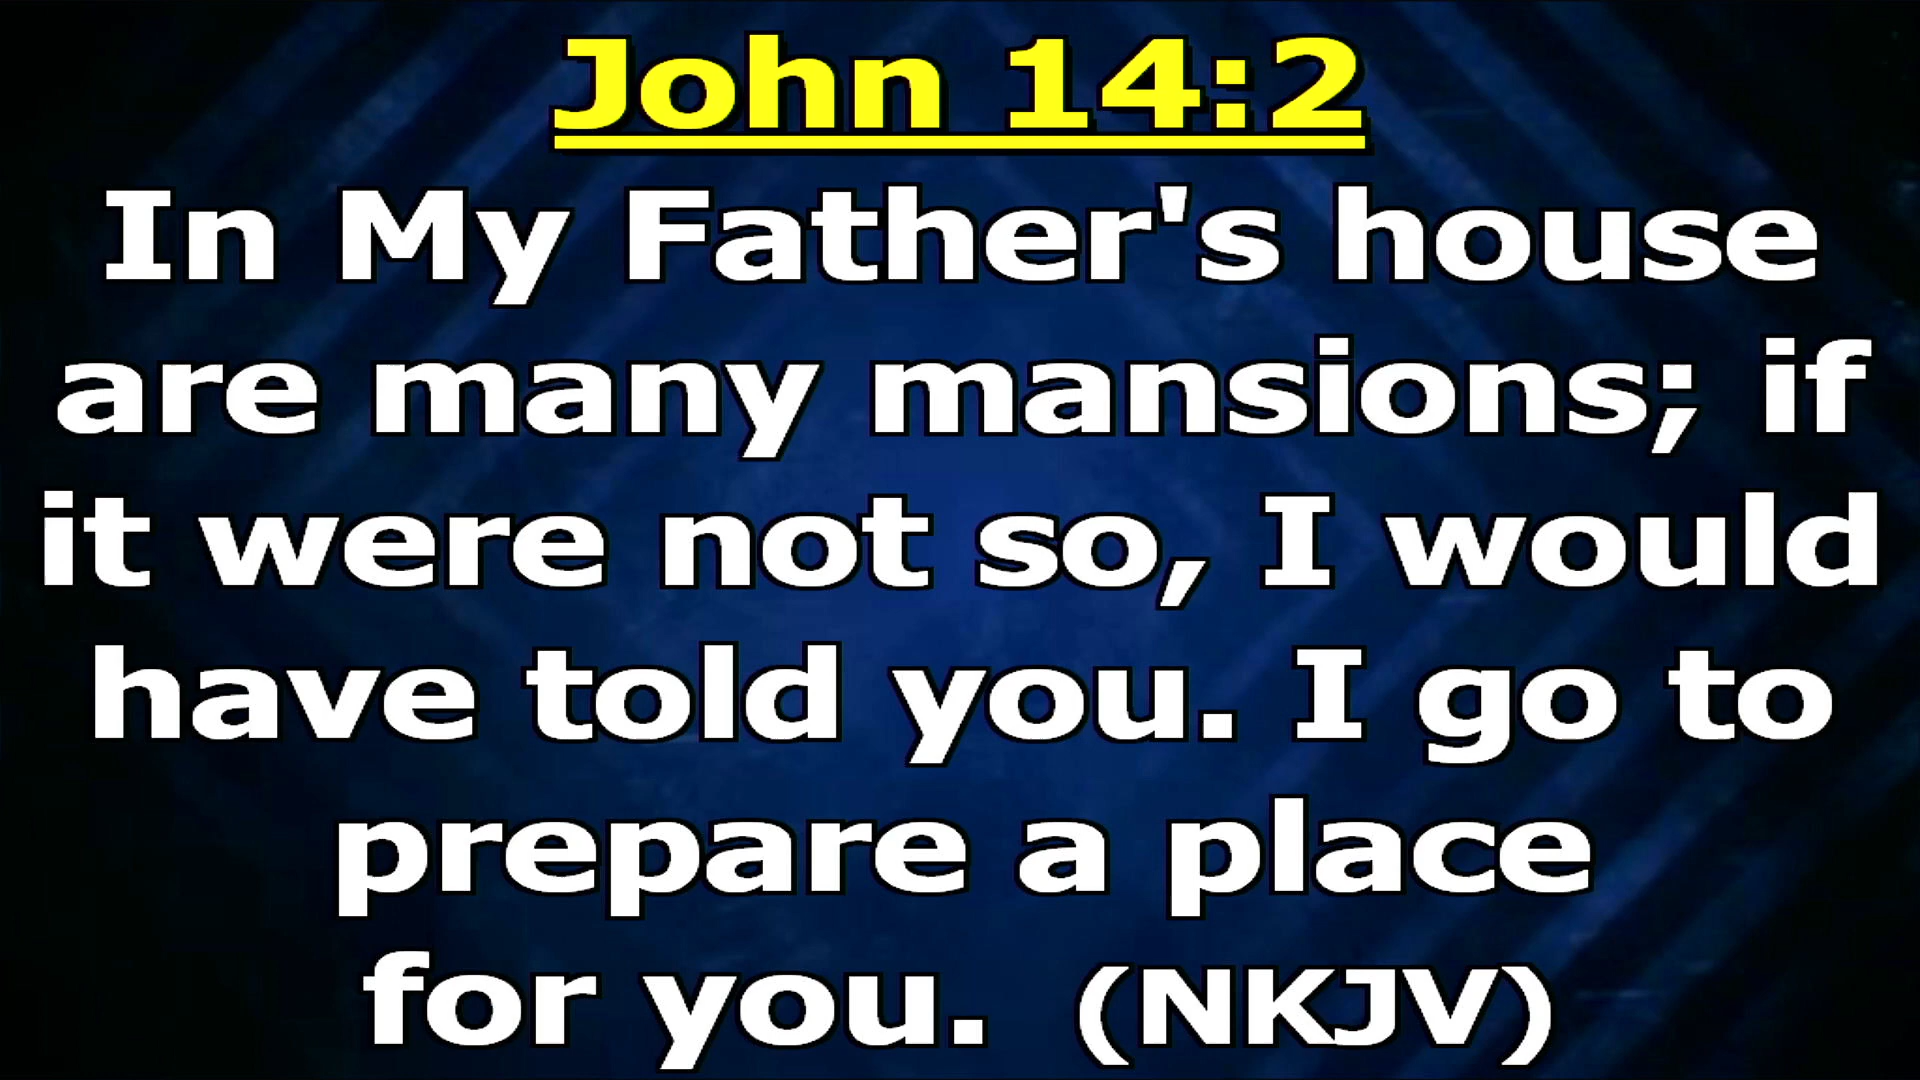 John 14:2
In My Father's house
are many mansions; if
it were not so, I would
have told you. I go to
prepare a place
for you.  (NKJV)